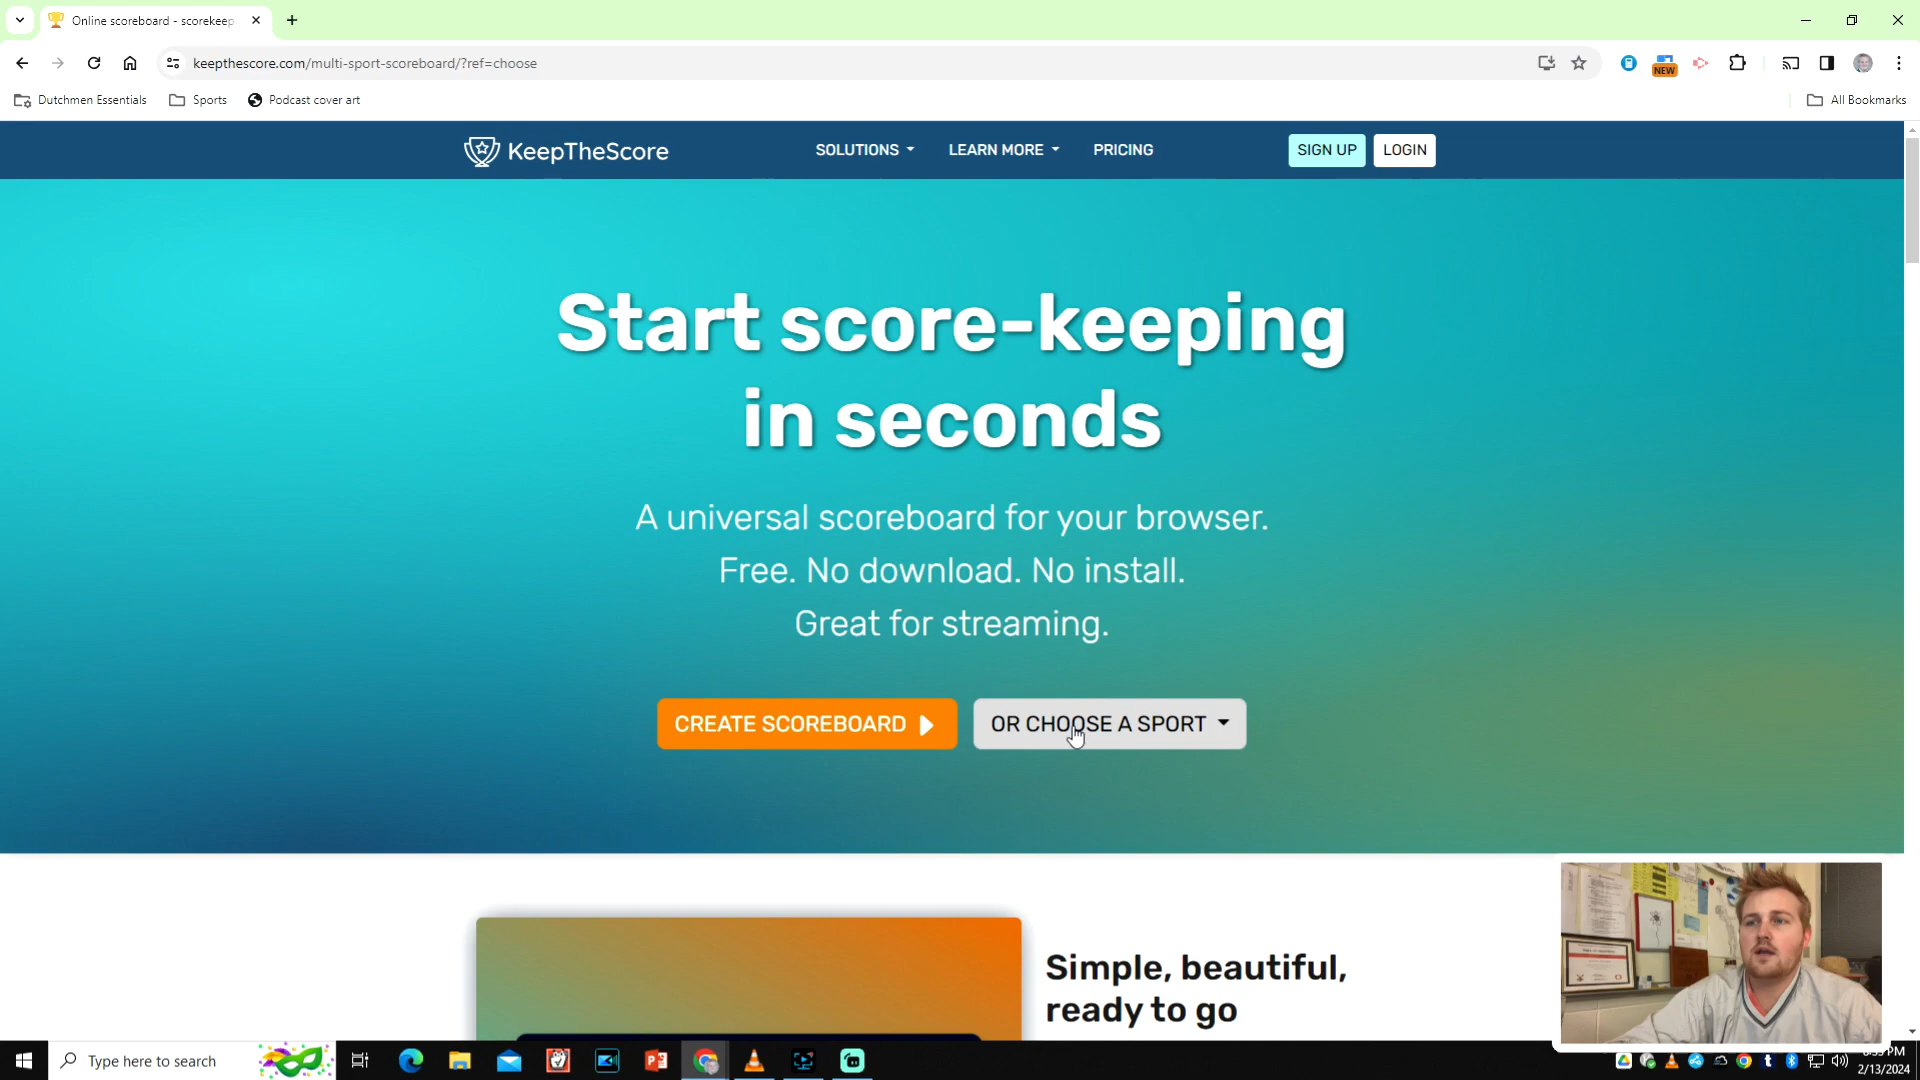 Online scoreboard - scorekeep
keepthescore.com/multi-sport-scoreboard/?ref=choose
NEW
Dutchmen Essentials
Sports
Podcast cover art
All Bookmarks
KeepTheScore
SOLUTIONS
LEARN MORE
PRICING
SIGN UP
LOGIN
Start score-keeping
in seconds
A universal scoreboard for your browser.
Free. No download. No install.
Great for streaming.
CREATE SCOREBOARD
OR CHOOSE A SPORT
Simple, beautiful,
ready to go
Type here to search
PM
2/13/2024